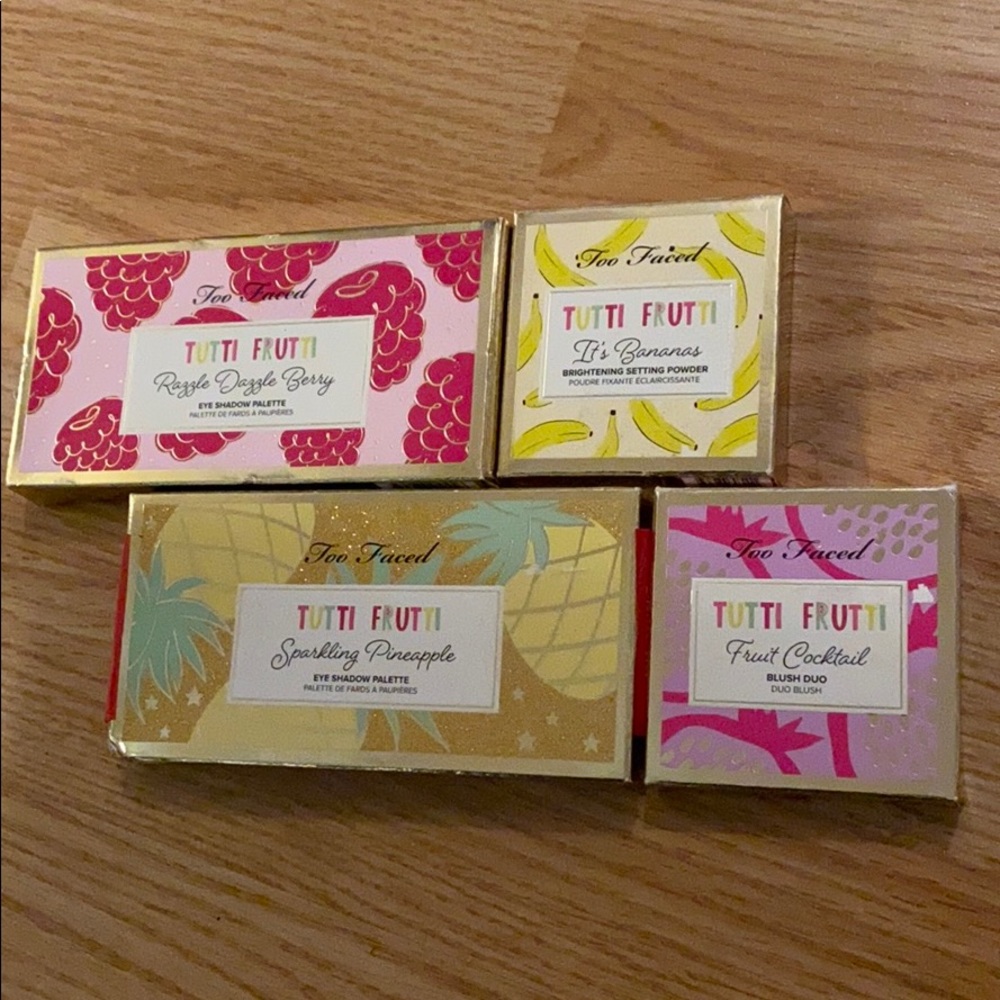 Too Faced
TUTTI FRUTTI
Razzle Dazzle Berry
EYE SHADOW PALETTE
PALETTE DE FARDS À PAUPIÈRES
Too Faced
TUTTI FRUTTI
It's Bananas
BRIGHTENING SETTING POWDER
POUDRE FIXANTE ÉCLAIRCISSANTE
Too Faced
TUTTI FRUTTI
Sparkling Pineapple
EYE SHADOW PALETTE
PALETTE DE FARDS À PAUPIÈRES
Too Faced
TUTTI FRUTTI
Fruit Cocktail
BLUSH DUO
DUO BLUSH